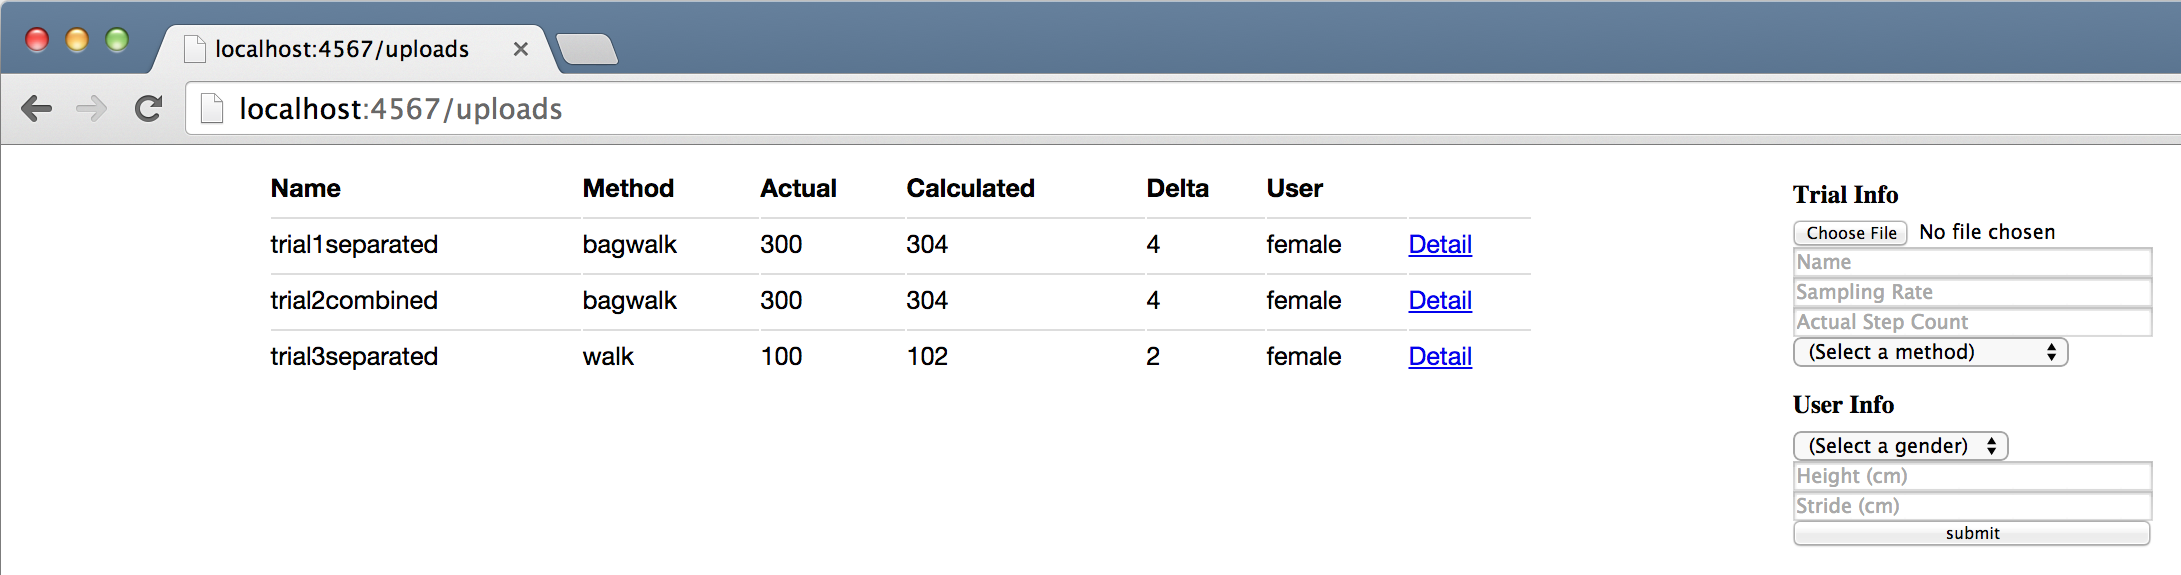 localhost:4567/uploads
localhost:4567/uploads
Name Method Actual Calculated Delta User
trial1separated bagwalk 300 304 4 female Detail
trial2combined bagwalk 300 304 4 female Detail
trial3separated walk 100 102 2 female Detail
Trial Info
Choose File No file chosen
Name
Sampling Rate
Actual Step Count
(Select a method)
User Info
(Select a gender)
Height (cm)
Stride (cm)
submit